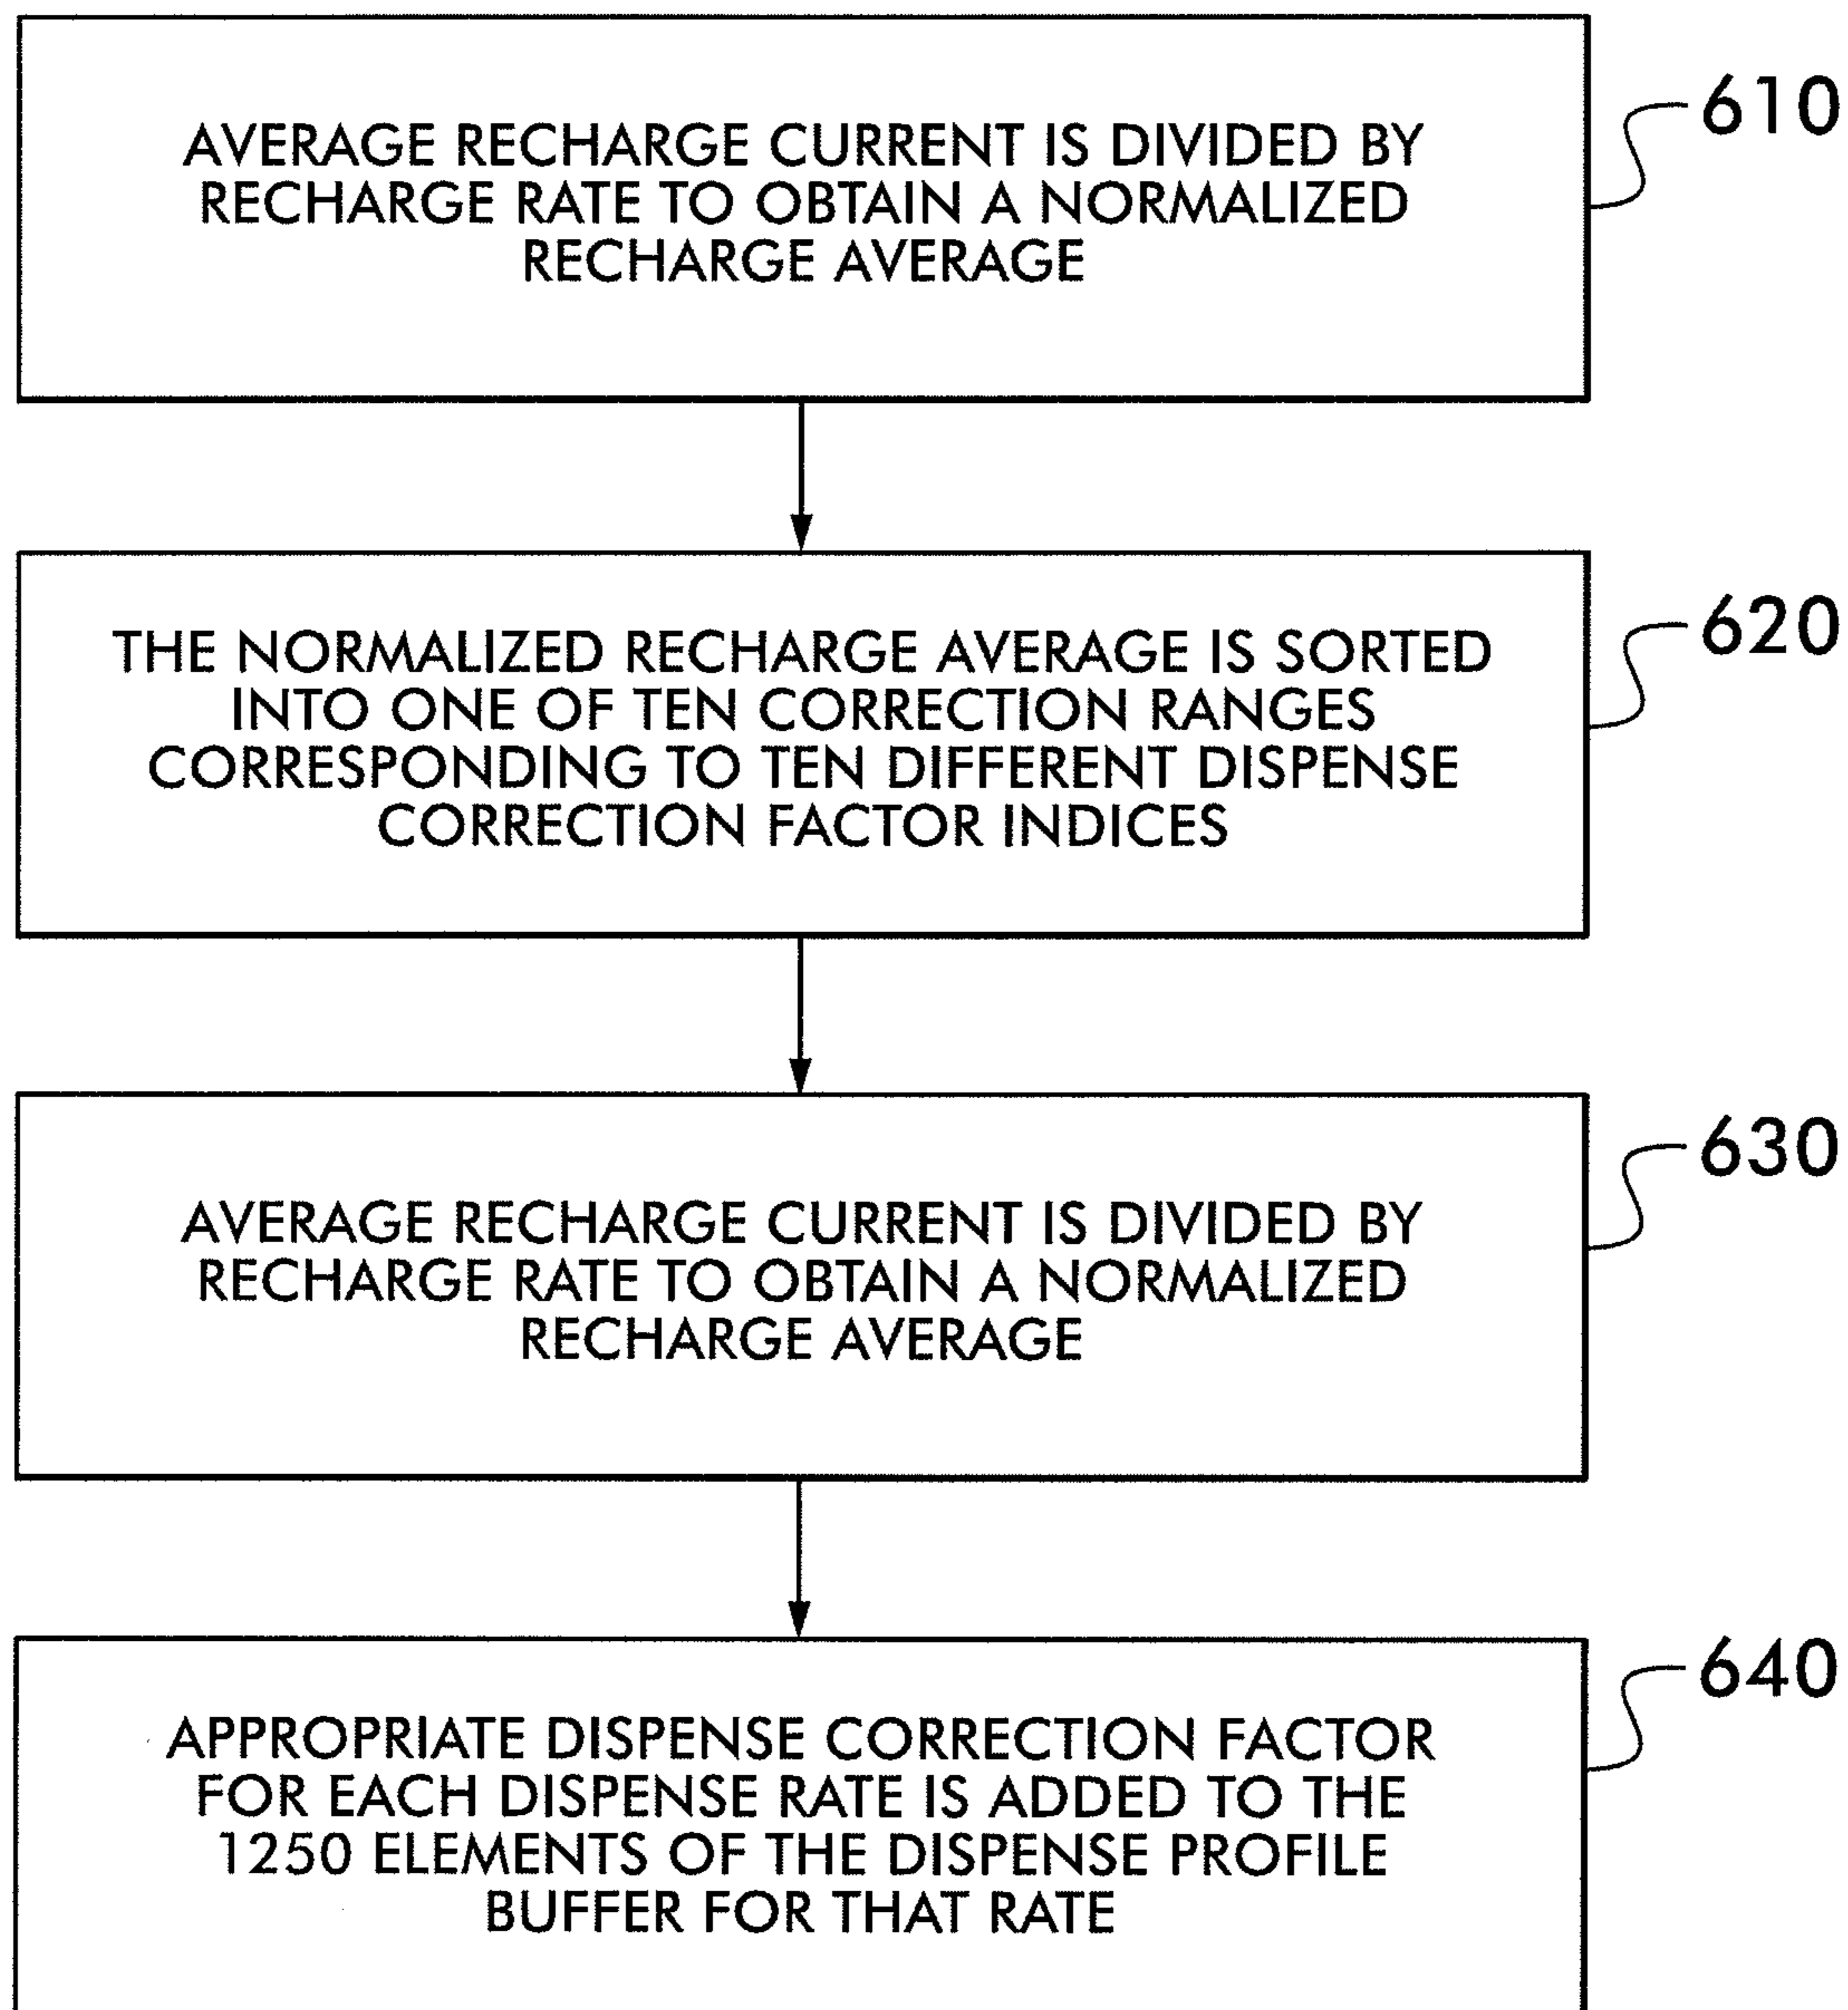 AVERAGE RECHARGE CURRENT IS DIVIDED BY
RECHARGE RATE TO OBTAIN A NORMALIZED
RECHARGE AVERAGE
610
THE NORMALIZED RECHARGE AVERAGE IS SORTED
INTO ONE OF TEN CORRECTION RANGES
CORRESPONDING TO TEN DIFFERENT DISPENSE
CORRECTION FACTOR INDICES
620
AVERAGE RECHARGE CURRENT IS DIVIDED BY
RECHARGE RATE TO OBTAIN A NORMALIZED
RECHARGE AVERAGE
630
APPROPRIATE DISPENSE CORRECTION FACTOR
FOR EACH DISPENSE RATE IS ADDED TO THE
1250 ELEMENTS OF THE DISPENSE PROFILE
BUFFER FOR THAT RATE
640